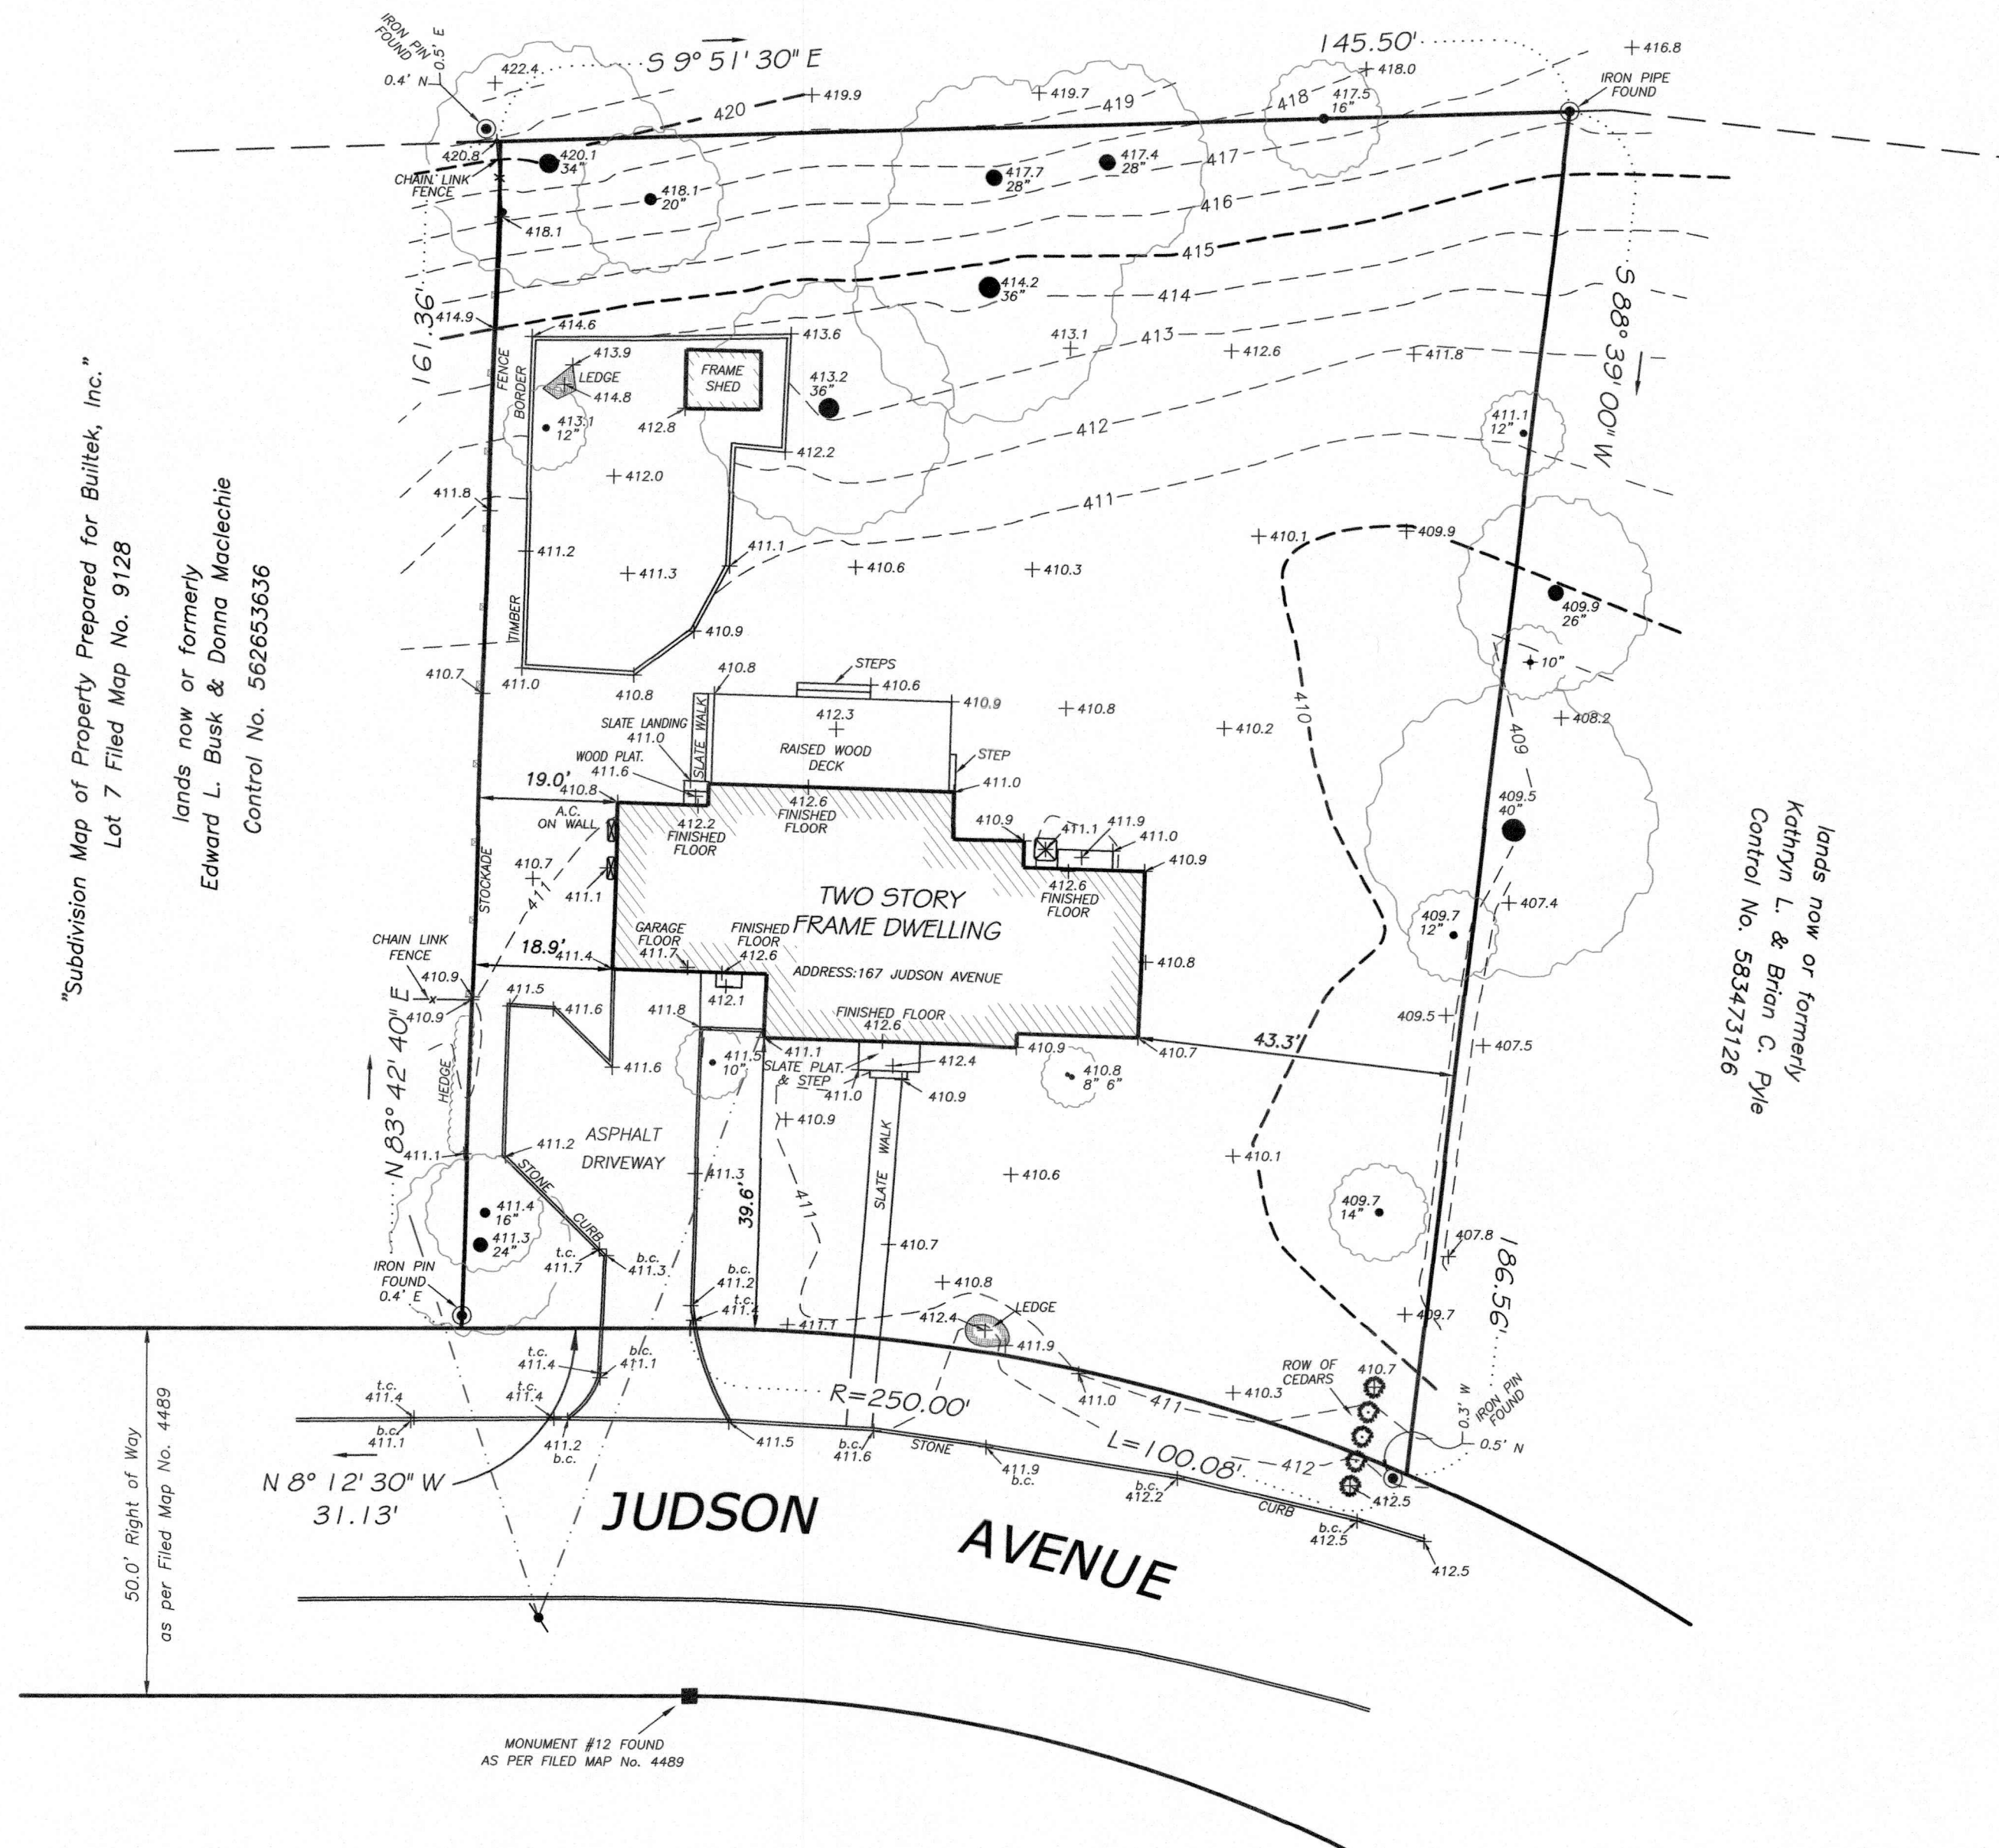 IRON PIN
FOUND
0.5' E
0.4' N
422.4
S 9° 51' 30" E
420
419.9
419.7
419
418
145.50'
418.0
417.5
16"
416.8
IRON PIPE
FOUND
420.8
420.1
34"
CHAIN LINK
FENCE
418.1
20"
418.1
417.7
28"
417.4
28"
417
416
415
414.2
36"
414
413
161.36'
414.9
414.6
413.6
413.1
412.6
411.8
S 88° 39' 00" W
FENCE
BORDER
413.9
LEDGE
414.8
413.1
12"
FRAME
SHED
412.8
413.2
36"
412
412.2
411.1
12"
412.0
411.8
411
411.2
411.3
411.1
410.6
410.3
410.1
409.9
409.9
26"
TIMBER
410.9
10"
410.7
411.0
410.8
410.8
STEPS
410.6
410.9
410.8
410.2
410
409
408.2
SLATE LANDING
411.0
SLATE WALK
412.3
RAISED WOOD
DECK
STEP
411.0
WOOD PLAT.
411.6
19.0'
410.8
A.C.
ON WALL
412.2
FINISHED
FLOOR
412.6
FINISHED
FLOOR
410.9
411.1
411.9
411.0
410.9
409.5
40"
STOCKADE
410.7
411
411.1
412.6
FINISHED
FLOOR
TWO STORY
FRAME DWELLING
ADDRESS:167 JUDSON AVENUE
407.4
409.7
12"
GARAGE
FLOOR
411.7
FINISHED
FLOOR
412.6
CHAIN LINK
FENCE
18.9'
411.4
410.9
410.9
411.5
411.6
411.8
412.1
FINISHED FLOOR
412.6
410.8
409.5
407.5
411.6
411.5
10"
411.1
SLATE PLAT.
& STEP
411.0
412.4
410.9
410.9
410.8
8" 6"
410.7
43.3'
HEDGE
N 83° 42' 40" E
411.1
411.2
ASPHALT
DRIVEWAY
410.9
SLATE WALK
410.6
410.1
STONE
CURB
411.3
39.6'
411
411.4
16"
411.3
24"
t.c.
411.7
b.c.
411.3
410.7
409.7
14"
407.8
IRON PIN
FOUND
0.4' E
b.c.
411.2
t.c.
411.4
411.1
410.8
LEDGE
412.4
411.9
409.7
186.56'
t.c.
411.4
b.c.
411.1
t.c.
411.4
t.c.
411.4
R=250.00'
411.0
411
410.3
ROW OF
CEDARS
410.7
0.3' W
IRON PIN
FOUND
0.5' N
b.c.
411.1
411.2
b.c.
411.5
b.c.
411.6
STONE
411.9
b.c.
L=100.08'
412
b.c.
412.2
CURB
412.5
b.c.
412.5
412.5
N 8° 12' 30" W
31.13'
JUDSON AVENUE
50.0' Right of Way
as per Filed Map No. 4489
MONUMENT #12 FOUND
AS PER FILED MAP No. 4489
"Subdivision Map of Property Prepared for Builtek, Inc."
Lot 7 Filed Map No. 9128
lands now or formerly
Edward L. Busk & Donna Maclechie
Control No. 562653636
lands now or formerly
Kathryn L. & Brian C. Pyle
Control No. 583473126